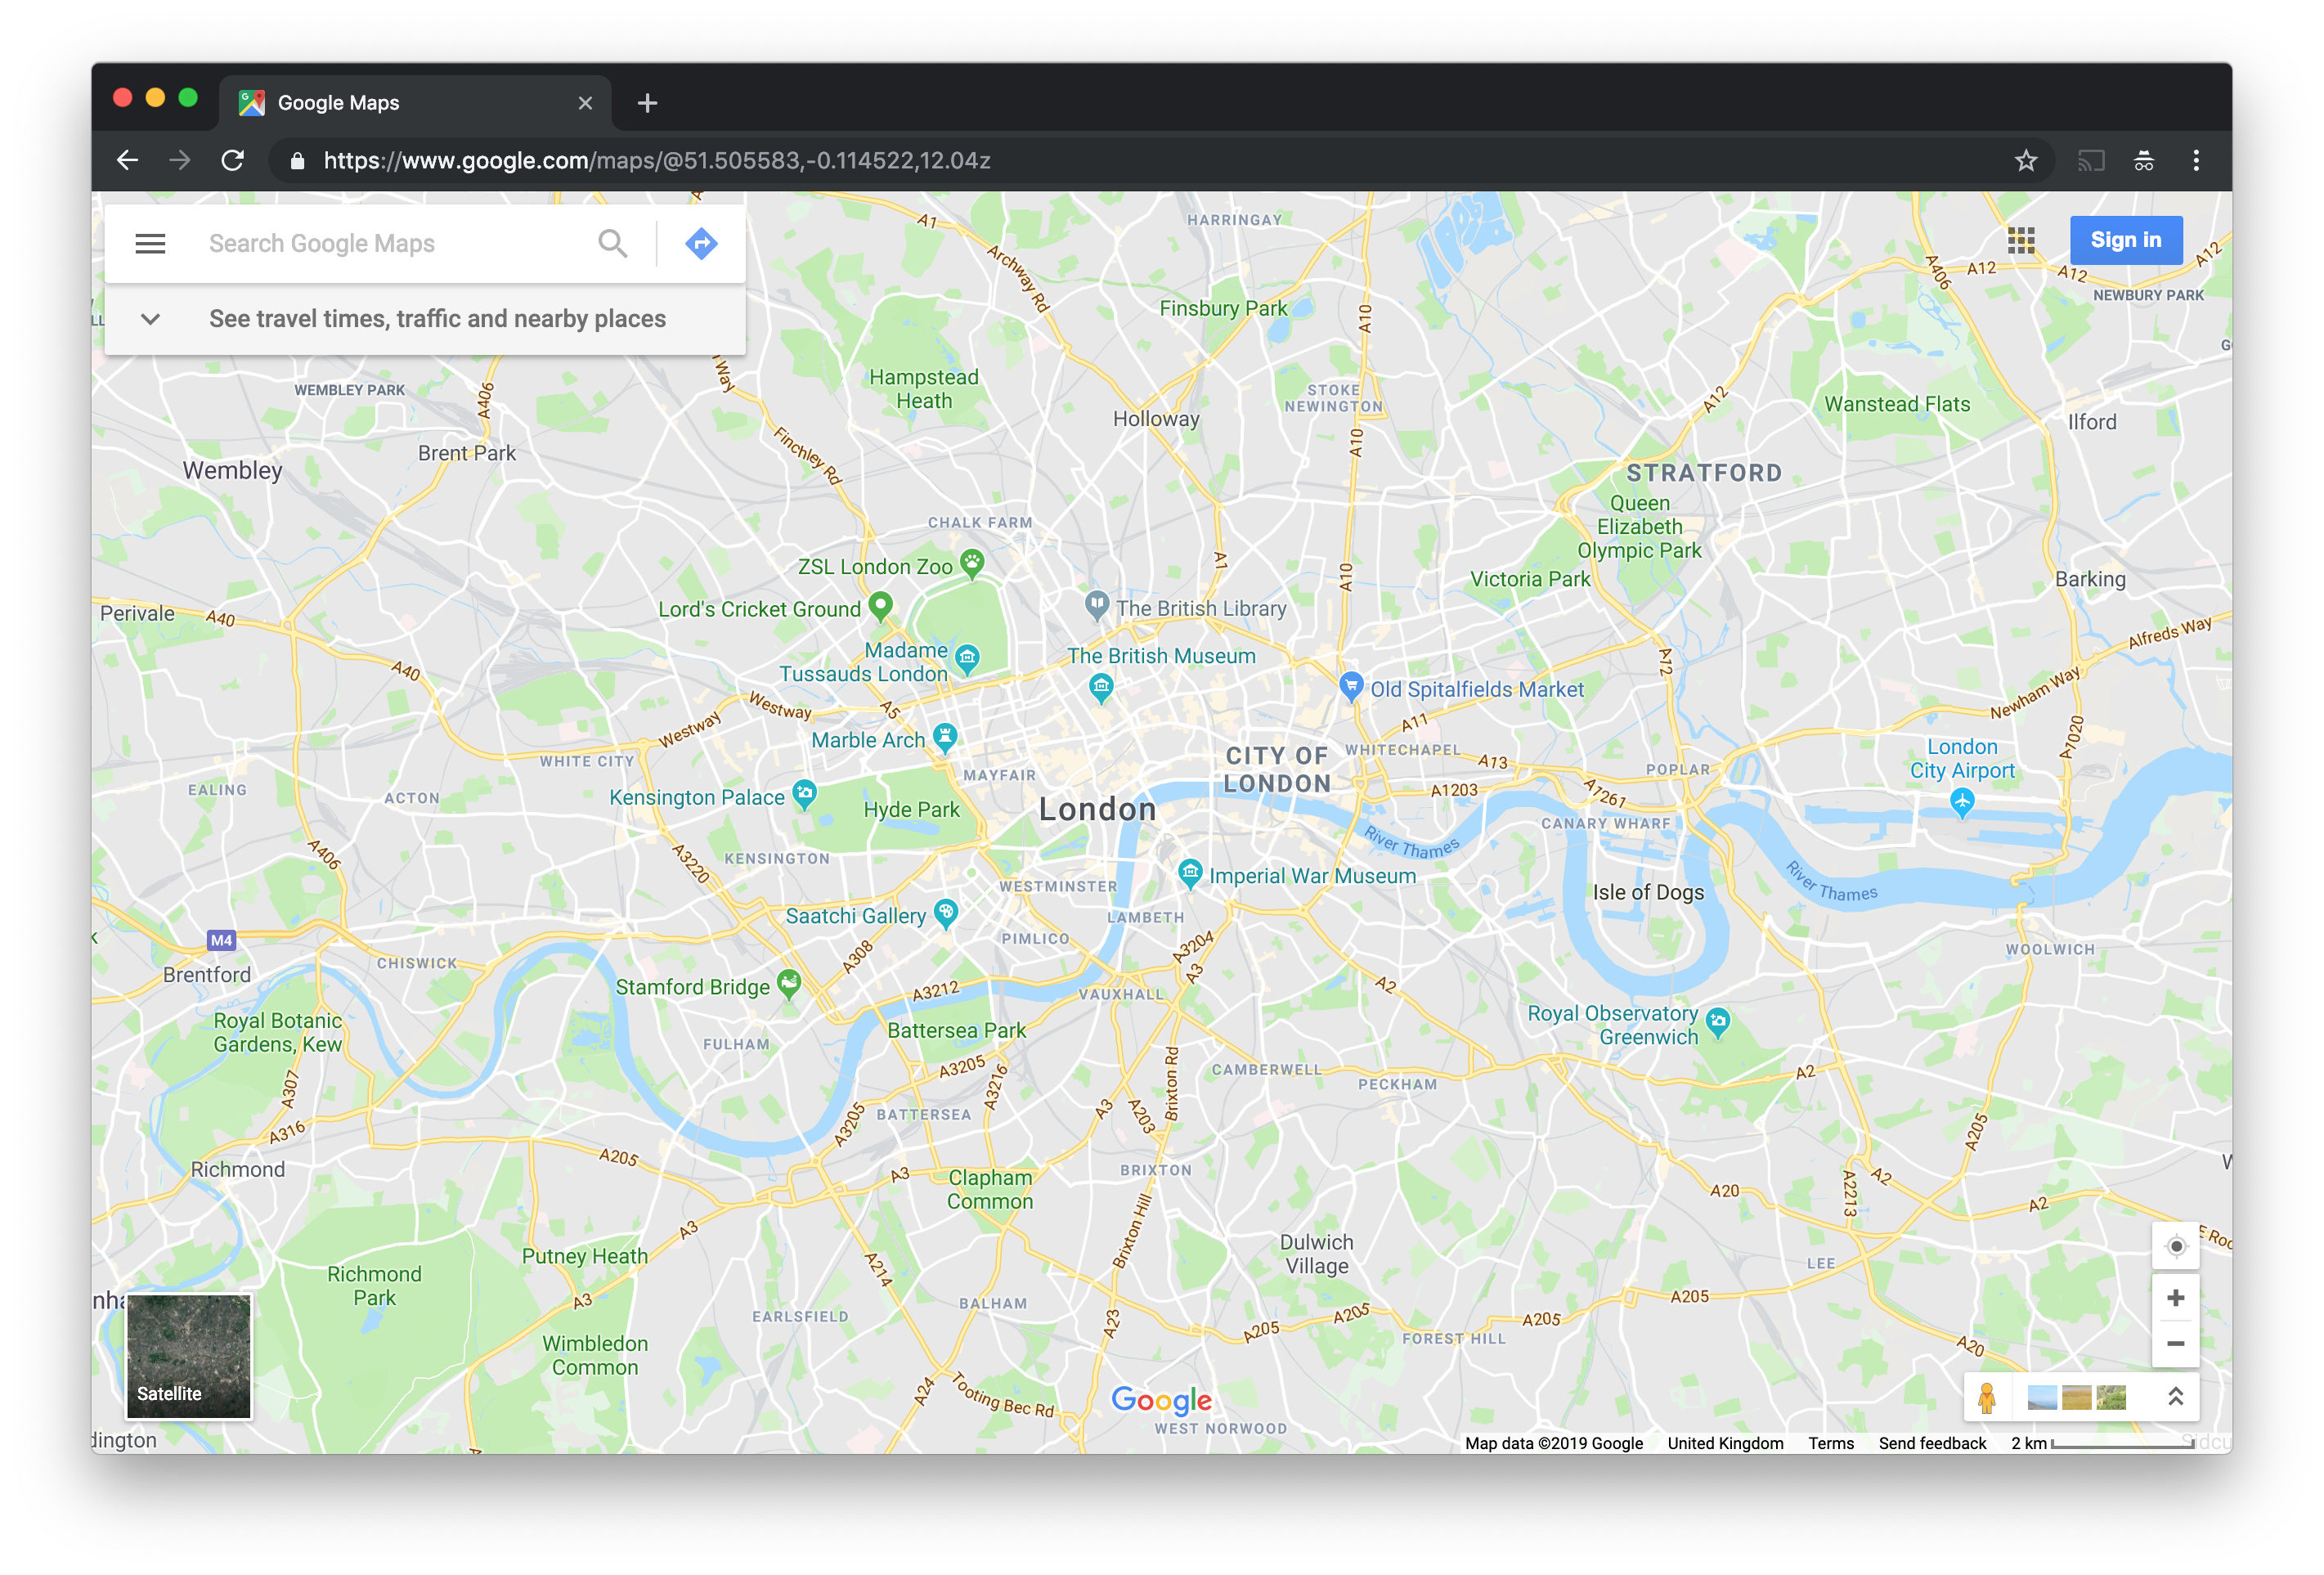 Google Maps
https://www.google.com/maps/@51.505583,-0.114522,12.04z
Search Google Maps
Sign in
See travel times, traffic and nearby places
HARRINGAY
A1
Archway Rd
A10
A406
A12
A12
A12
NEWBURY PARK
Finsbury Park
Way
WEMBLEY PARK
A406
Hampstead
Heath
STOKE
NEWINGTON
A12
Wanstead Flats
Holloway
Ilford
Brent Park
Finchley Rd
A10
Wembley
STRATFORD
Queen
Elizabeth
Olympic Park
CHALK FARM
ZSL London Zoo
A1
A10
Victoria Park
Barking
Perivale
A40
Lord's Cricket Ground
The British Library
Alfreds Way
Madame
Tussauds London
The British Museum
A12
A40
Old Spitalfields Market
Newham Way
Westway
Westway
A5
A11
A1020
Marble Arch
CITY OF
LONDON
WHITECHAPEL
A13
POPLAR
London
City Airport
WHITE CITY
MAYFAIR
EALING
ACTON
Kensington Palace
Hyde Park
London
A1203
A1261
CANARY WHARF
River Thames
A406
A3220
KENSINGTON
WESTMINSTER
Imperial War Museum
Isle of Dogs
River Thames
Saatchi Gallery
LAMBETH
PIMLICO
M4
A3204
WOOLWICH
Brentford
CHISWICK
A308
A3
Stamford Bridge
A3212
VAUXHALL
A2
Royal Botanic
Gardens, Kew
Battersea Park
Royal Observatory
Greenwich
FULHAM
A3205
CAMBERWELL
PECKHAM
A2
A307
A3216
Brixton Rd
BATTERSEA
A3
A203
A316
A3205
A205
Richmond
A205
A3
BRIXTON
Clapham
Common
A20
A2213
A2
A2
Putney Heath
A3
Brixton Hill
Dulwich
Village
Richmond
Park
A214
LEE
A3
EARLSFIELD
BALHAM
A23
A205
A205
A205
A205
FOREST HILL
Wimbledon
Common
A20
Satellite
A24
Tooting Bec Rd
Google
WEST NORWOOD
dington
Map data ©2019 Google United Kingdom Terms Send feedback 2 km